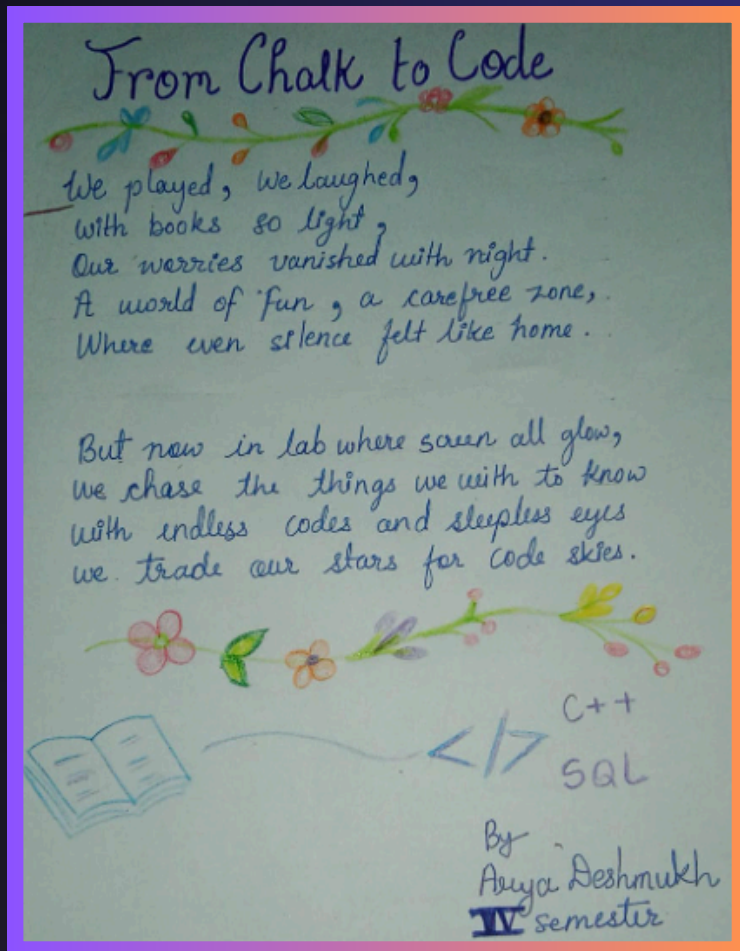 From Chalk to Code
We played, We laughed,
with books so light,
Our worries vanished with night.
A world of fun, a carefree zone,
Where even silence felt like home.
But now in lab where screen all glow,
we chase the things we with to know
with endless codes and sleepless eyes
we trade our stars for code skies.
</> C++
SQL
By
Arya Deshmukh
IV semester